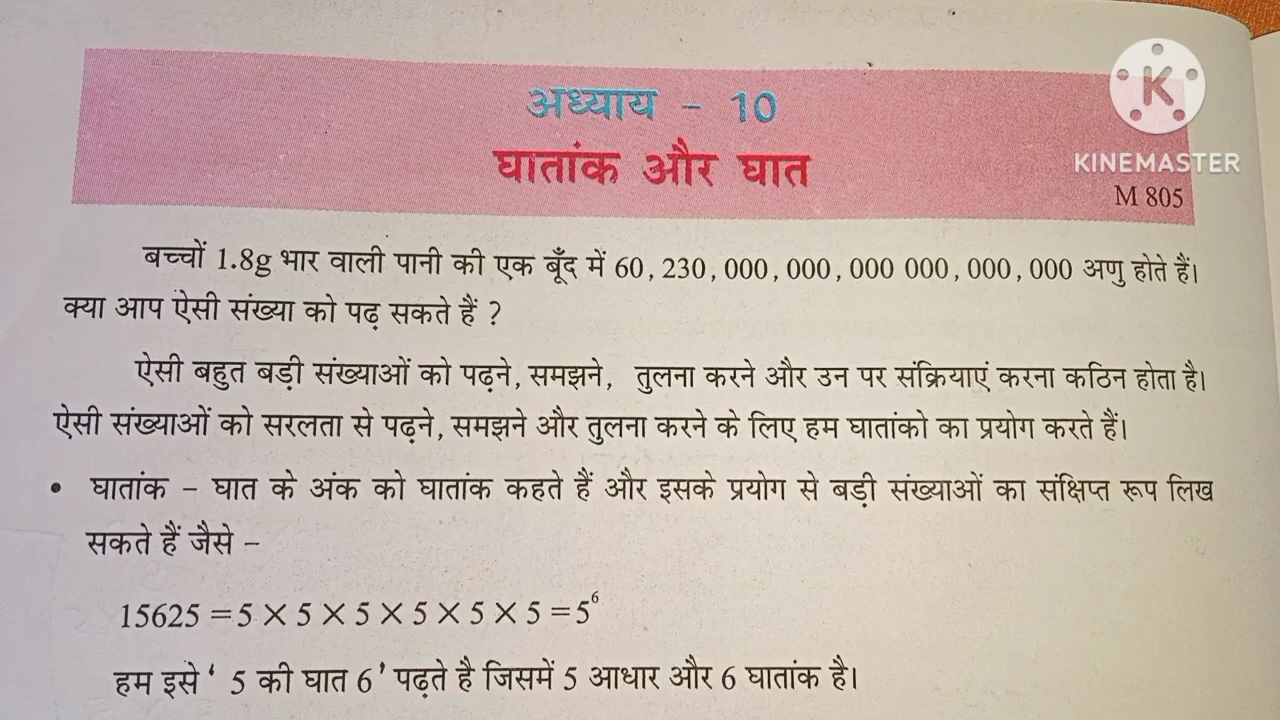 अध्याय – 10
घातांक और घात
K
KINEMASTER
M 805
बच्चों 1.8g भार वाली पानी की एक बूँद में 60, 230, 000, 000, 000 000, 000, 000 अणु होते हैं।
क्या आप ऐसी संख्या को पढ़ सकते हैं ?
ऐसी बहुत बड़ी संख्याओं को पढ़ने, समझने, तुलना करने और उन पर संक्रियाएं करना कठिन होता है।
ऐसी संख्याओं को सरलता से पढ़ने, समझने और तुलना करने के लिए हम घातांको का प्रयोग करते हैं।
• घातांक – घात के अंक को घातांक कहते हैं और इसके प्रयोग से बड़ी संख्याओं का संक्षिप्त रूप लिख
सकते हैं जैसे –
15625 = 5 × 5 × 5 × 5 × 5 × 5 = 5⁶
हम इसे ‘ 5 की घात 6’ पढ़ते है जिसमें 5 आधार और 6 घातांक है।